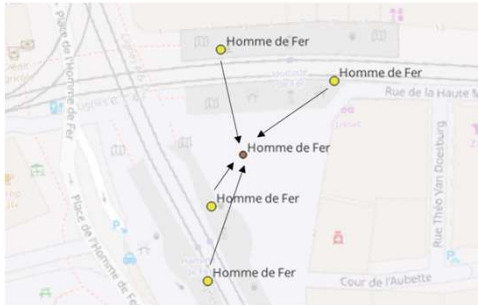 Homme de Fer
Homme de Fer
Rue de la Haute M
Homme de Fer
Homme de Fer
Homme de Fer
Place de l'Homme de Fer
Place de l'Homme de Fe
Rue Théo Van Doesburg
Cour de l'Aubette